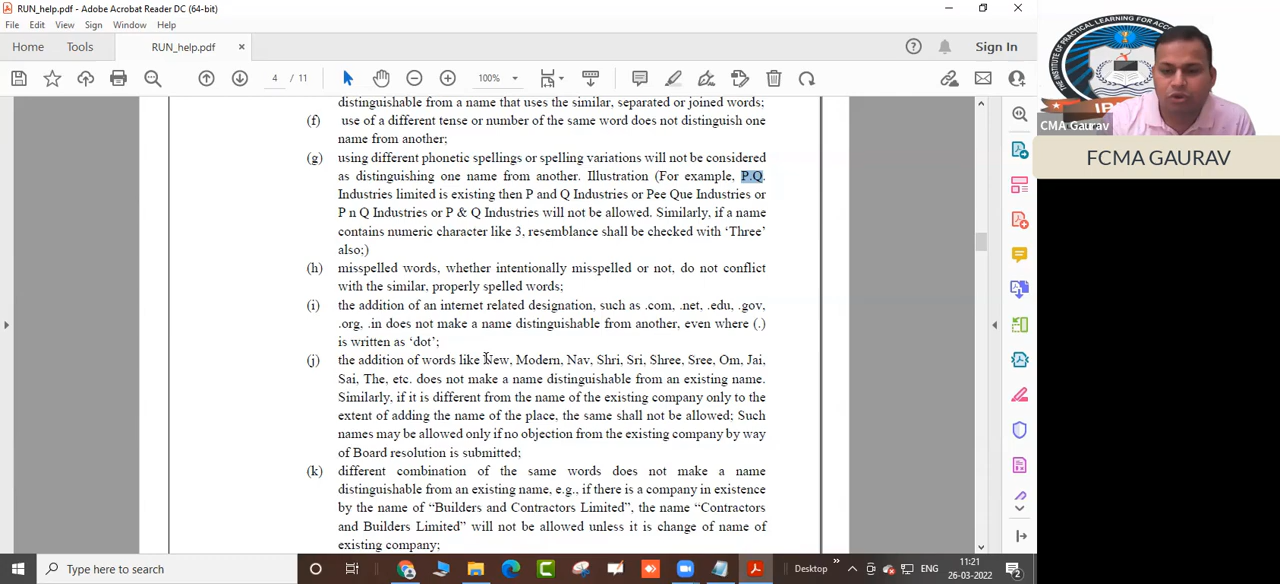 RUN_help.pdf - Adobe Acrobat Reader DC (64-bit)
File Edit View Sign Window Help
Home Tools RUN_help.pdf × Sign In
4 / 11 100%
distinguishable from a name that uses the similar, separated or joined words;
(f) use of a different tense or number of the same word does not distinguish one
name from another;
(g) using different phonetic spellings or spelling variations will not be considered
as distinguishing one name from another. Illustration (For example, P.Q.
Industries limited is existing then P and Q Industries or Pee Que Industries or
P n Q Industries or P & Q Industries will not be allowed. Similarly, if a name
contains numeric character like 3, resemblance shall be checked with ‘Three’
also;)
(h) misspelled words, whether intentionally misspelled or not, do not conflict
with the similar, properly spelled words;
(i) the addition of an internet related designation, such as .com, .net, .edu, .gov,
.org, .in does not make a name distinguishable from another, even where (.)
is written as ‘dot’;
(j) the addition of words like New, Modern, Nav, Shri, Sri, Shree, Sree, Om, Jai,
Sai, The, etc. does not make a name distinguishable from an existing name.
Similarly, if it is different from the name of the existing company only to the
extent of adding the name of the place, the same shall not be allowed; Such
names may be allowed only if no objection from the existing company by way
of Board resolution is submitted;
(k) different combination of the same words does not make a name
distinguishable from an existing name, e.g., if there is a company in existence
by the name of “Builders and Contractors Limited”, the name “Contractors
and Builders Limited” will not be allowed unless it is change of name of
existing company;
CMA Gaurav
FCMA GAURAV
Type here to search
Desktop
ENG
11:21
26-03-2022
2